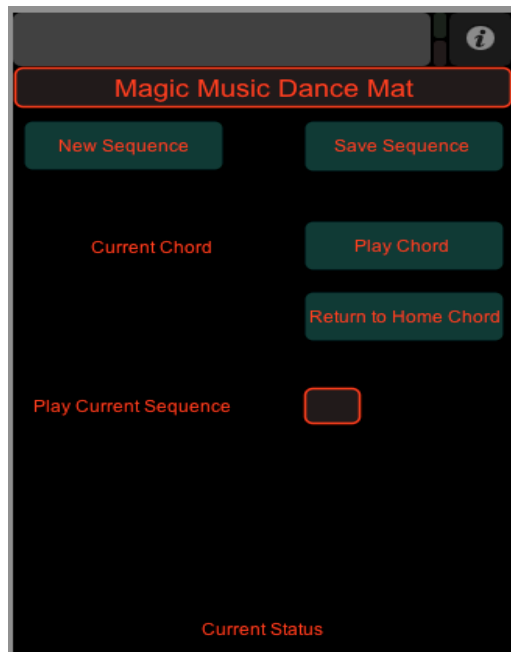 i
Magic Music Dance Mat
New Sequence
Save Sequence
Current Chord
Play Chord
Return to Home Chord
Play Current Sequence
Current Status